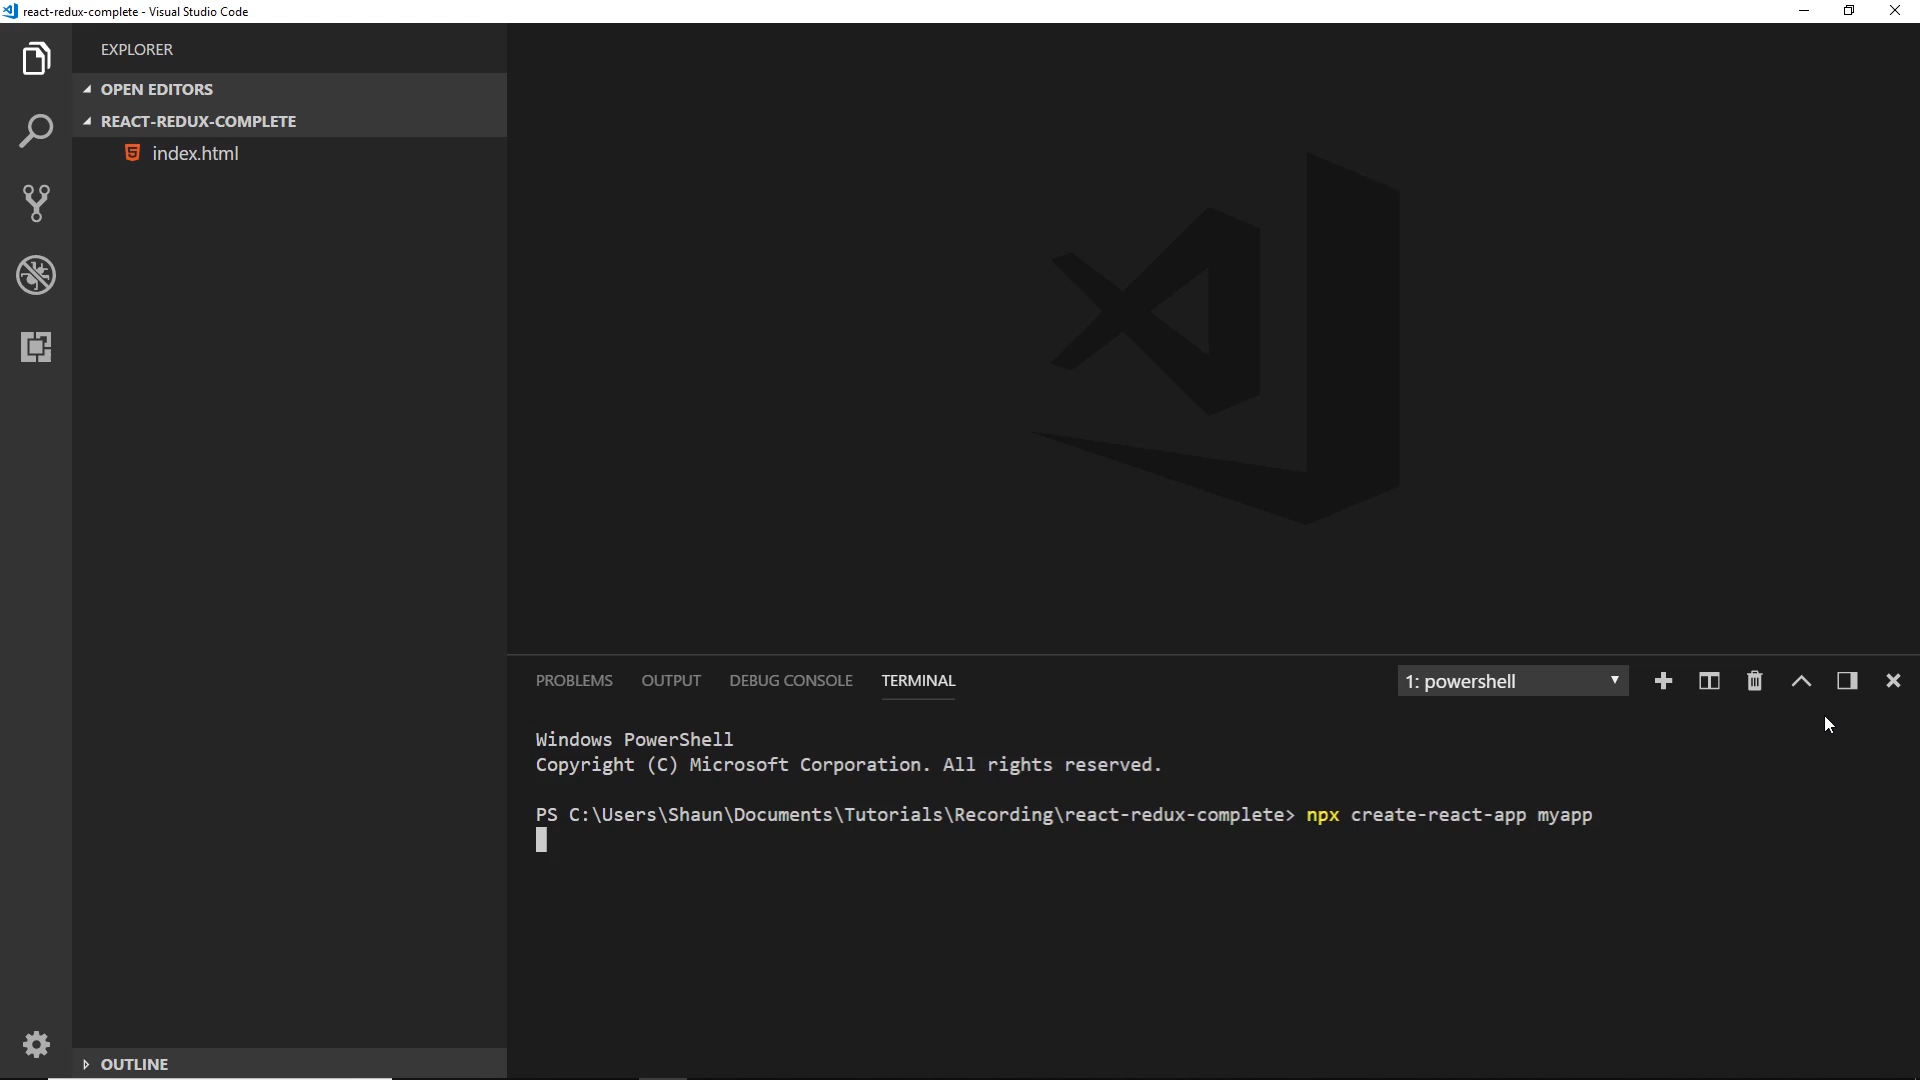 react-redux-complete - Visual Studio Code
EXPLORER
OPEN EDITORS
REACT-REDUX-COMPLETE
index.html
OUTLINE
PROBLEMS OUTPUT DEBUG CONSOLE TERMINAL 1: powershell
Windows PowerShell
Copyright (C) Microsoft Corporation. All rights reserved.
PS C:\Users\Shaun\Documents\Tutorials\Recording\react-redux-complete> npx create-react-app myapp